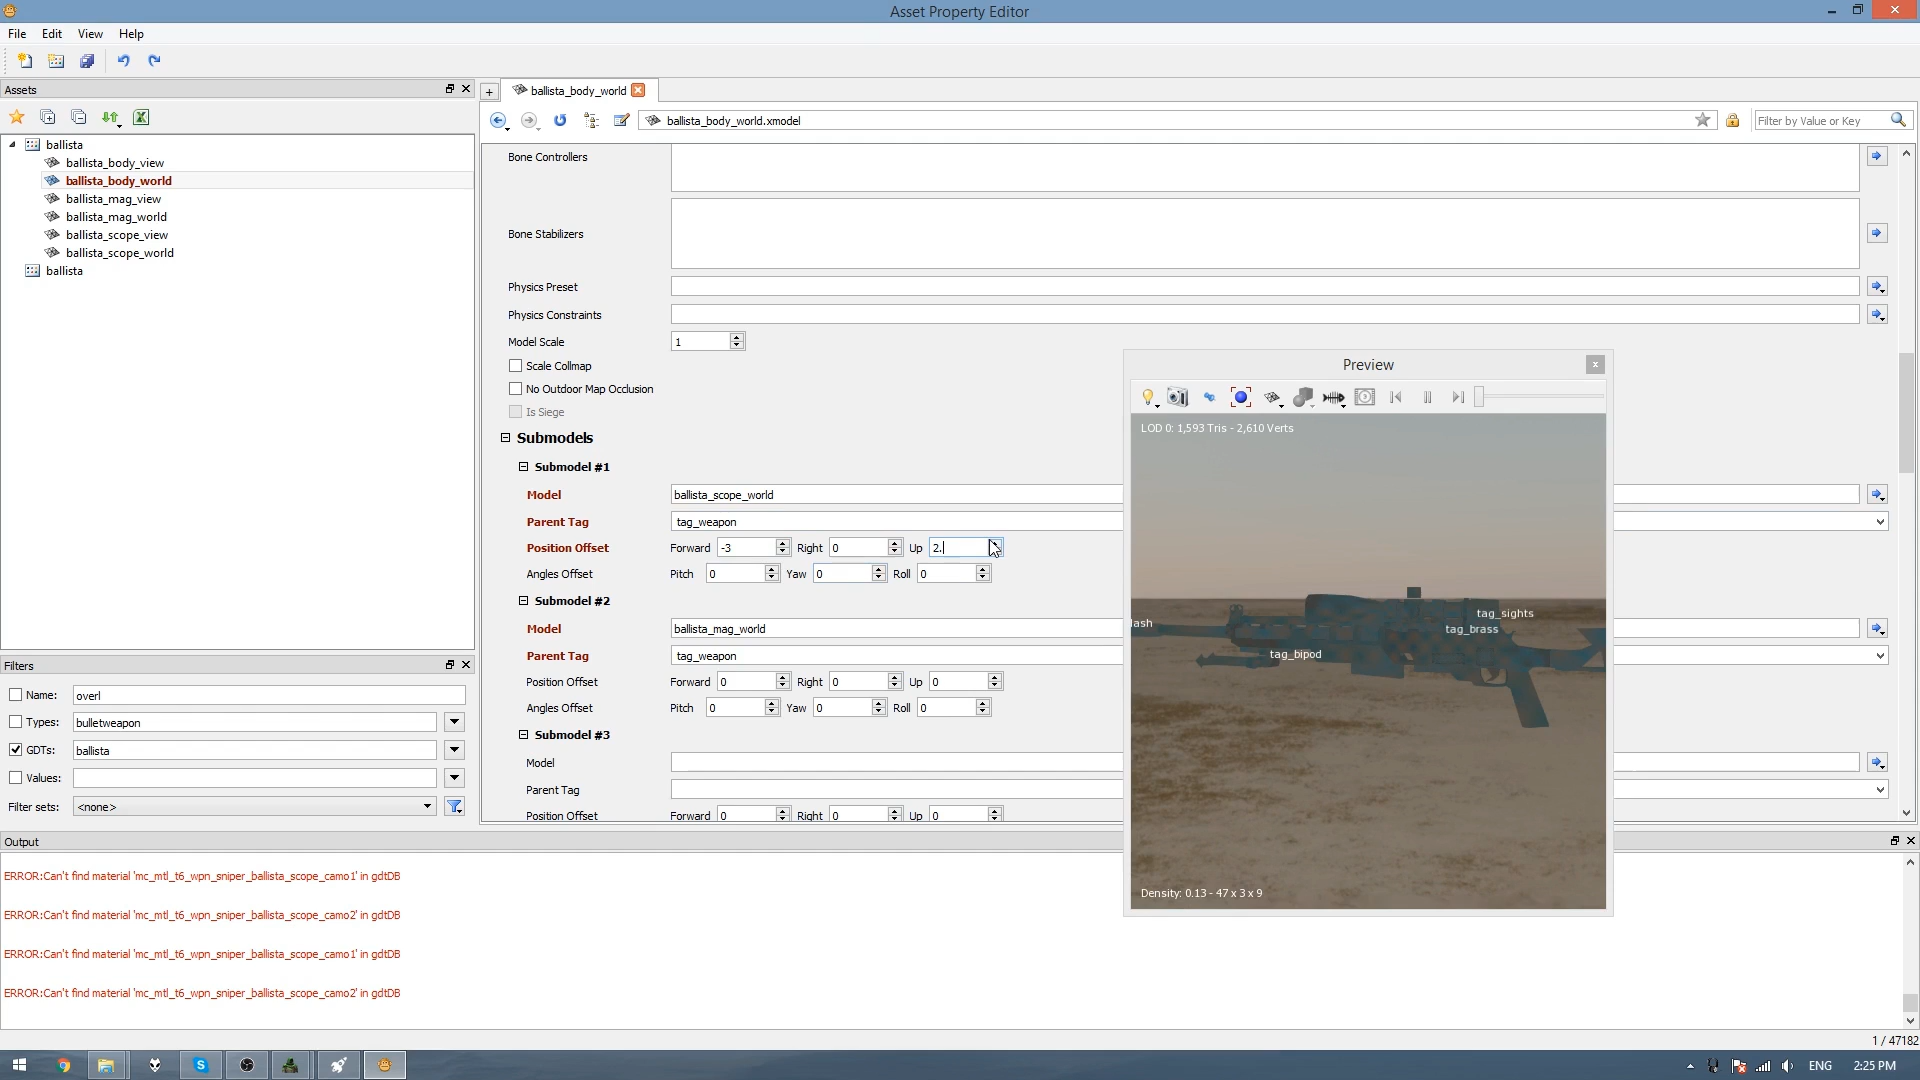 Asset Property Editor
File Edit View Help
Assets
ballista
ballista_body_view
ballista_body_world
ballista_mag_view
ballista_mag_world
ballista_scope_view
ballista_scope_world
ballista
Filters
Name: overl
Types: bulletweapon
GDTs: ballista
Values:
Filter sets: <none>
+ ballista_body_world
ballista_body_world.xmodel
Filter by Value or Key
Bone Controllers
Bone Stabilizers
Physics Preset
Physics Constraints
Model Scale 1
Scale Collmap
No Outdoor Map Occlusion
Is Siege
Submodels
Submodel #1
Model ballista_scope_world
Parent Tag tag_weapon
Position Offset Forward -3 Right 0 Up 2.
Angles Offset Pitch 0 Yaw 0 Roll 0
Submodel #2
Model ballista_mag_world
Parent Tag tag_weapon
Position Offset Forward 0 Right 0 Up 0
Angles Offset Pitch 0 Yaw 0 Roll 0
Submodel #3
Model
Parent Tag
Position Offset Forward 0 Right 0 Up 0
Preview
LOD 0: 1,593 Tris - 2,610 Verts
tag_sights
lash
tag_brass
tag_bipod
Density: 0.13 - 47 x 3 x 9
Output
ERROR:Can't find material 'mc_mtl_t6_wpn_sniper_ballista_scope_camo1' in gdtDB
ERROR:Can't find material 'mc_mtl_t6_wpn_sniper_ballista_scope_camo2' in gdtDB
ERROR:Can't find material 'mc_mtl_t6_wpn_sniper_ballista_scope_camo1' in gdtDB
ERROR:Can't find material 'mc_mtl_t6_wpn_sniper_ballista_scope_camo2' in gdtDB
1 / 47182
ENG 2:25 PM